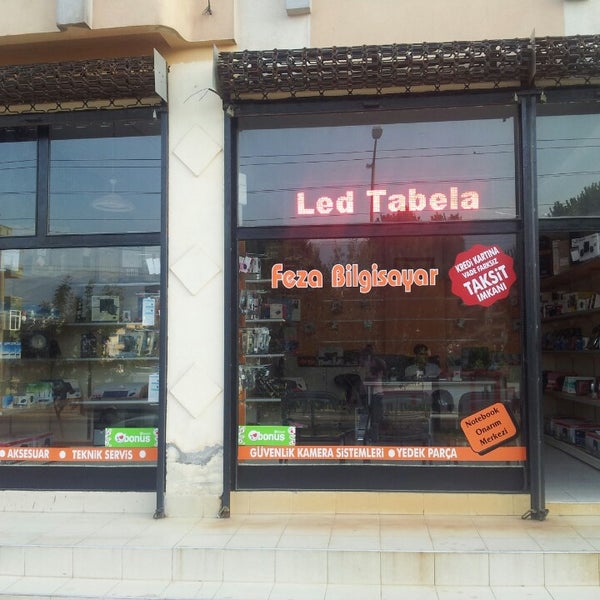 Led Tabela
Feza Bilgisayar
KREDİ KARTINA
VADE FARKSIZ
TAKSİT
İMKANI
Notebook
Onarım
Merkezi
bonus
bonus
• AKSESUAR • TEKNİK SERVİS •
GÜVENLİK KAMERA SİSTEMLERİ • YEDEK PARÇA